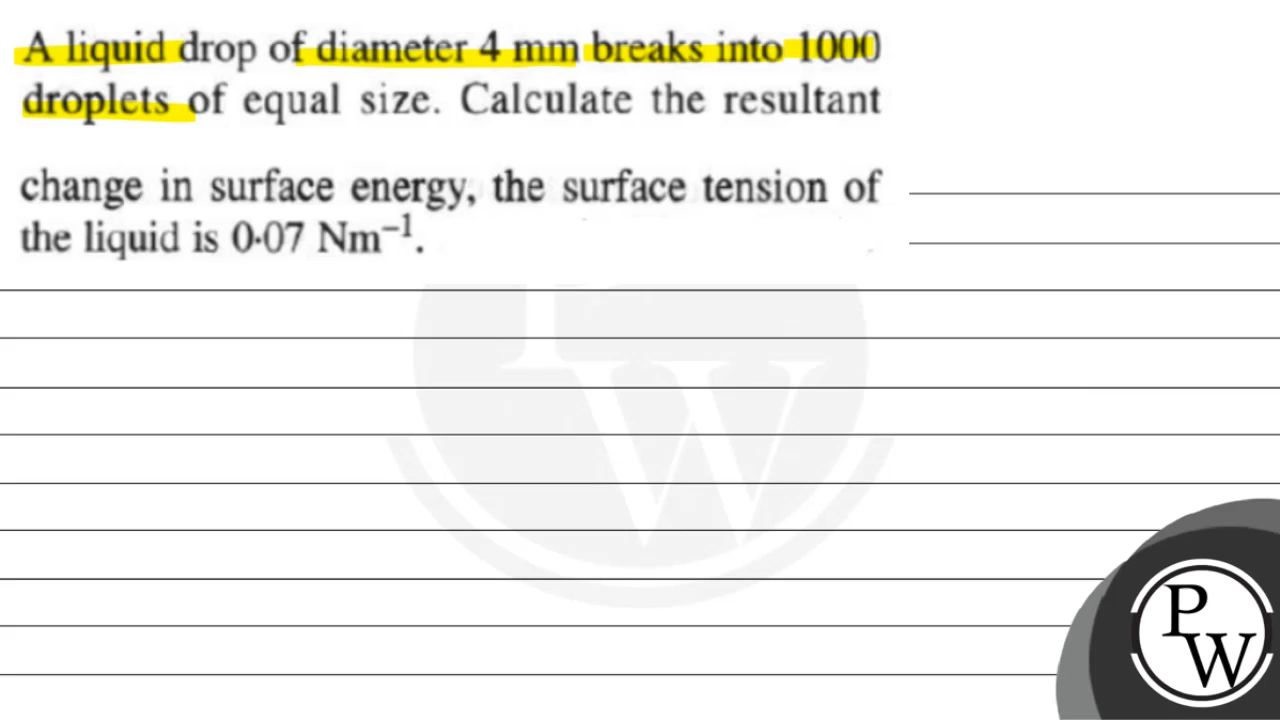 A liquid drop of diameter 4 mm breaks into 1000
droplets of equal size. Calculate the resultant
change in surface energy, the surface tension of
the liquid is 0·07 Nm⁻¹.
W
P
W